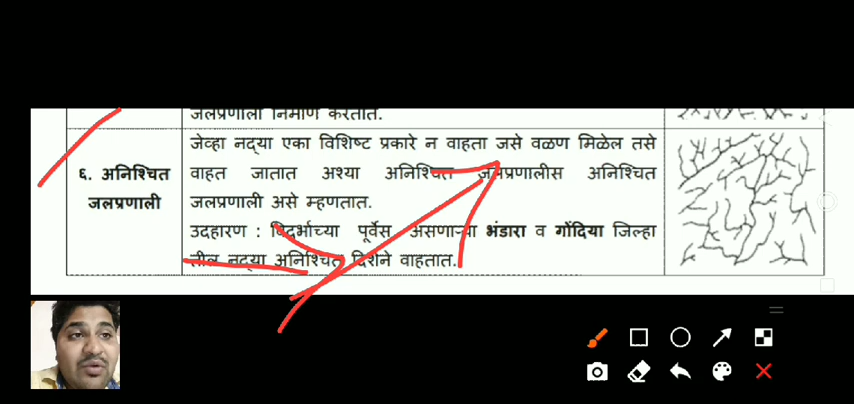 जलप्रणाली निर्माण करतात.
६. अनिश्चित
जलप्रणाली
जेव्हा नद्या एका विशिष्ट प्रकारे न वाहता जसे वळण मिळेल तसे
वाहत जातात अश्या अनिश्चित जलप्रणालीस अनिश्चित
जलप्रणाली असे म्हणतात.
उदाहरण : विदर्भाच्या पूर्वेस असणाऱ्या भंडारा व गोंदिया जिल्हा
तील नद्या अनिश्चित दिशेने वाहतात.